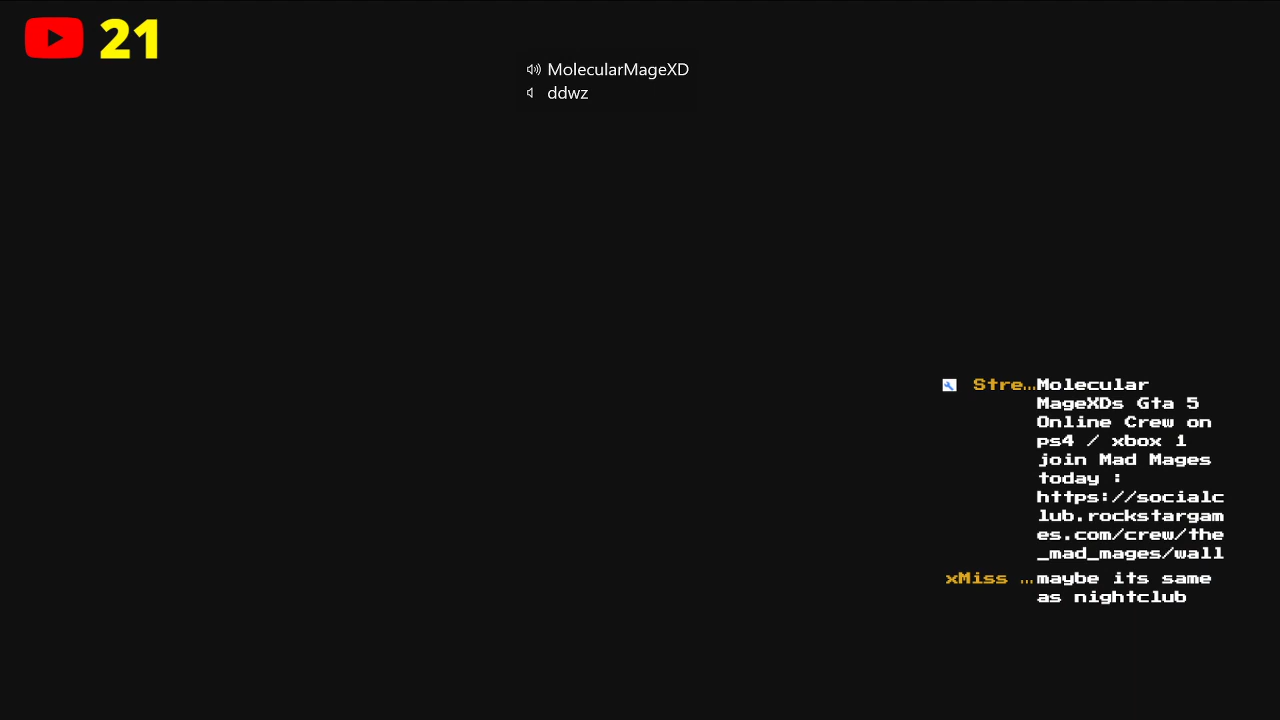 21
MolecularMageXD
ddwz
Stre... Molecular
MageXDs Gta 5
Online Crew on
ps4 / xbox 1
join Mad Mages
today :
https://socialc
lub.rockstargam
es.com/crew/the
_mad_mages/wall
xMiss ... maybe its same
as nightclub